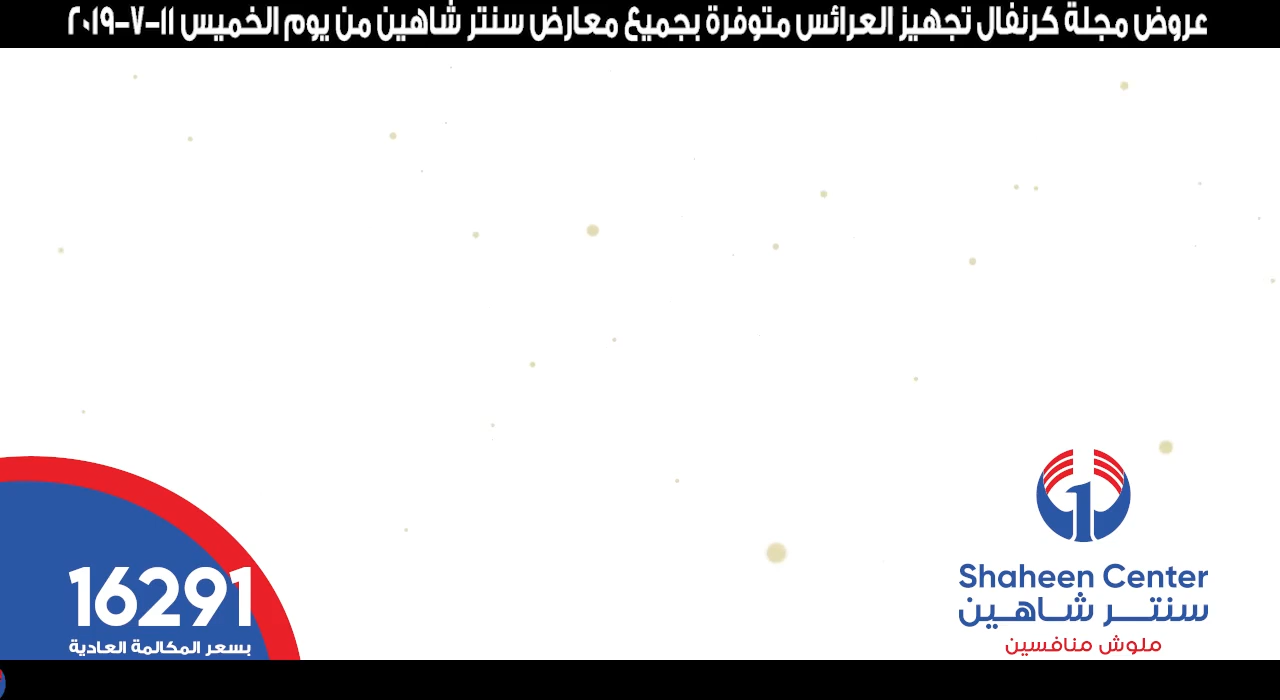 عروض مجلة كرنفال تجهيز العرائس متوفرة بجميع معارض سنتر شاهين من يوم الخميس ١١-٧-٢٠١٩
16291
بسعر المكالمة العادية
Shaheen Center
سنتر شاهين
ملوش منافسين